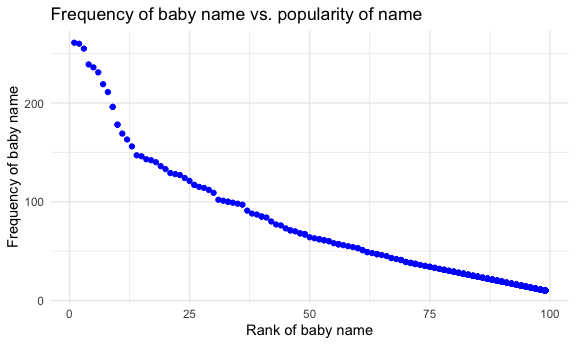 Frequency of baby name vs. popularity of name
Frequency of baby name
200
100
0
0 25 50 75 100
Rank of baby name